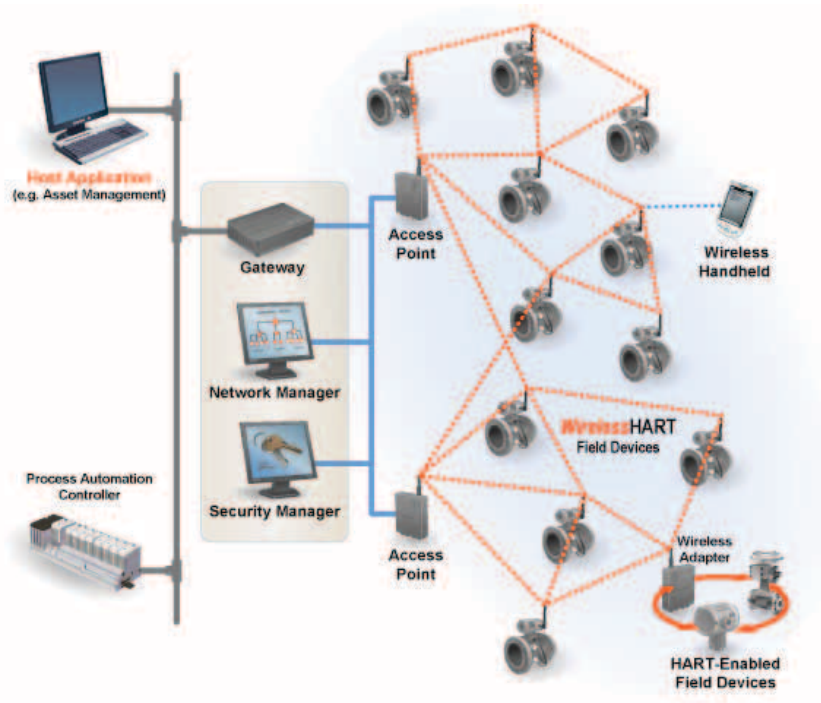 Host Application
(e.g. Asset Management)
Gateway
Network Manager
Security Manager
Process Automation
Controller
Access
Point
Wireless
Handheld
WirelessHART
Field Devices
Access
Point
Wireless
Adapter
HART-Enabled
Field Devices